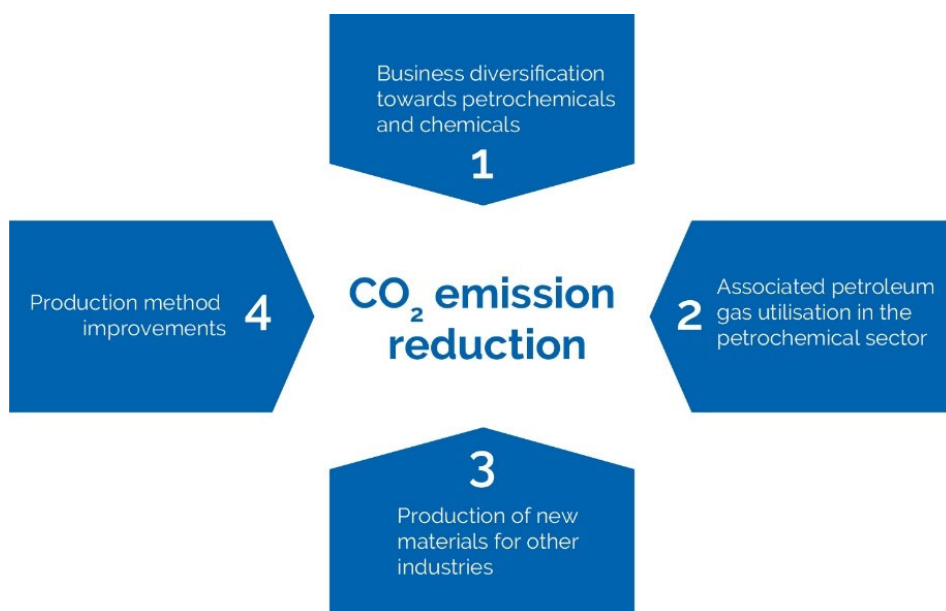 Business diversification
towards petrochemicals
and chemicals
1
CO₂ emission
reduction
2
Associated petroleum
gas utilisation in the
petrochemical sector
3
Production of new
materials for other
industries
Production method
improvements
4